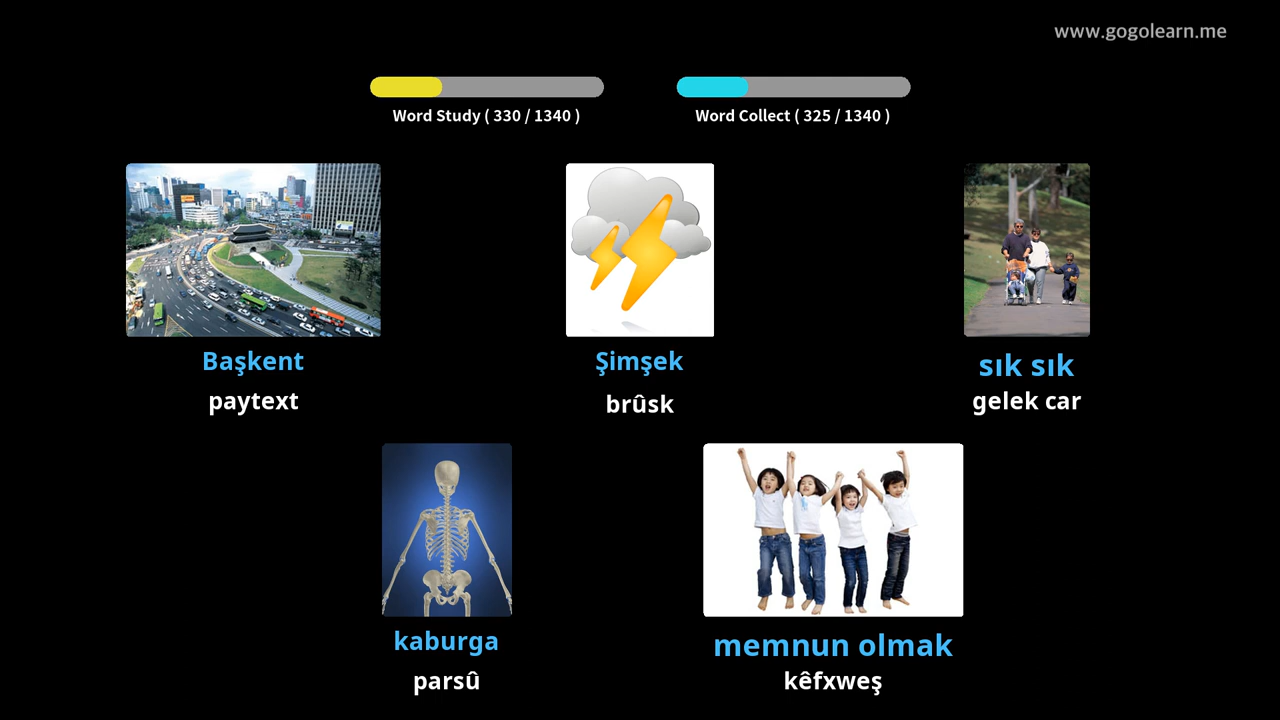 www.gogolearn.me
Word Study ( 330 / 1340 )
Word Collect ( 325 / 1340 )
Başkent
paytext
Şimşek
brûsk
sık sık
gelek car
kaburga
parsû
memnun olmak
kêfxweş